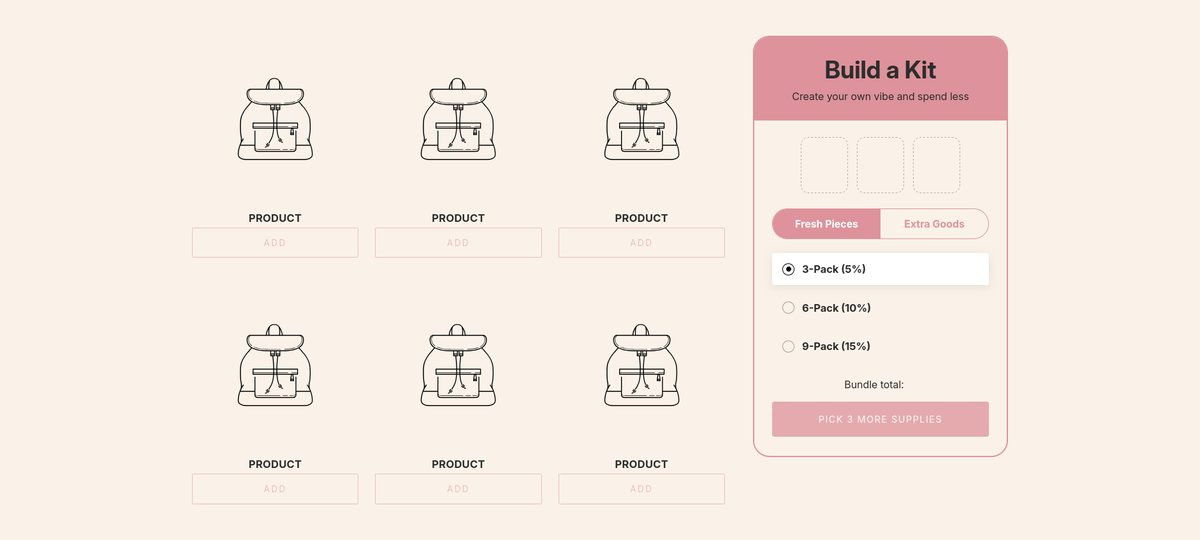 PRODUCT
ADD
PRODUCT
ADD
PRODUCT
ADD
PRODUCT
ADD
PRODUCT
ADD
PRODUCT
ADD
Build a Kit
Create your own vibe and spend less
Fresh Pieces
Extra Goods
3-Pack (5%)
6-Pack (10%)
9-Pack (15%)
Bundle total:
PICK 3 MORE SUPPLIES